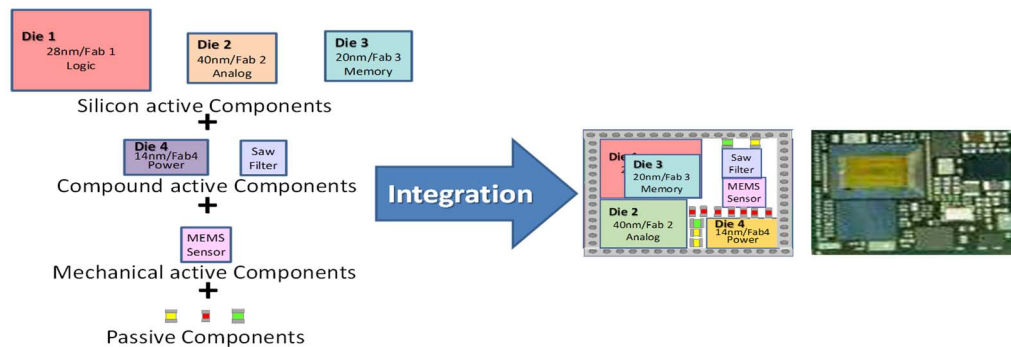 Die 1
28nm/Fab 1
Logic
Die 2
40nm/Fab 2
Analog
Die 3
20nm/Fab 3
Memory
Silicon active Components
+
Die 4
14nm/Fab4
Power
Saw
Filter
Compound active Components
+
MEMS
Sensor
Mechanical active Components
+
Passive Components
Integration
Die 3
20nm/Fab 3
Memory
Saw
Filter
MEMS
Sensor
Die 2
40nm/Fab 2
Analog
Die 4
14nm/Fab4
Power